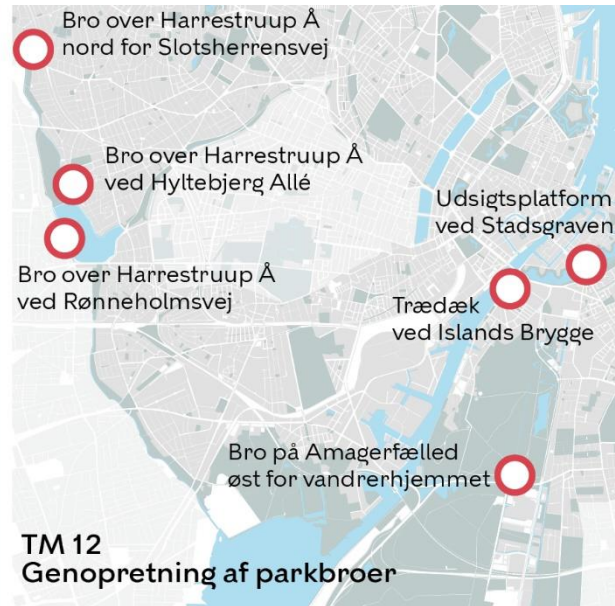 Bro over Harrestruup Å
nord for Slotsherrensvej
Bro over Harrestruup Å
ved Hyltebjerg Allé
Udsigtsplatform
ved Stadsgraven
Bro over Harrestruup Å
ved Rønneholmsvej
Trædæk
ved Islands Brygge
Bro på Amagerfælled
øst for vandrerhjemmet
TM 12
Genopretning af parkbroer